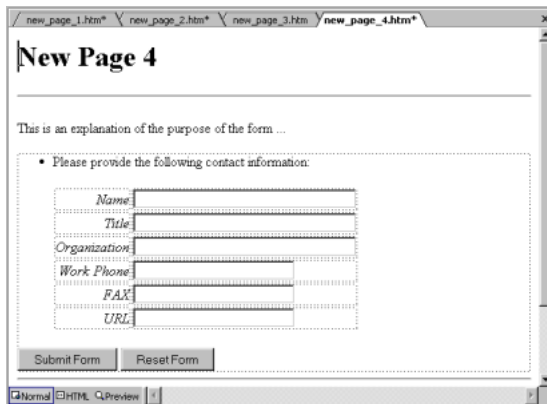 new_page_1.htm* new_page_2.htm* new_page_3.htm new_page_4.htm*
New Page 4
This is an explanation of the purpose of the form ...
• Please provide the following contact information:
Name
Title
Organization
Work Phone
FAX
URL
Submit Form Reset Form
Normal HTML Preview